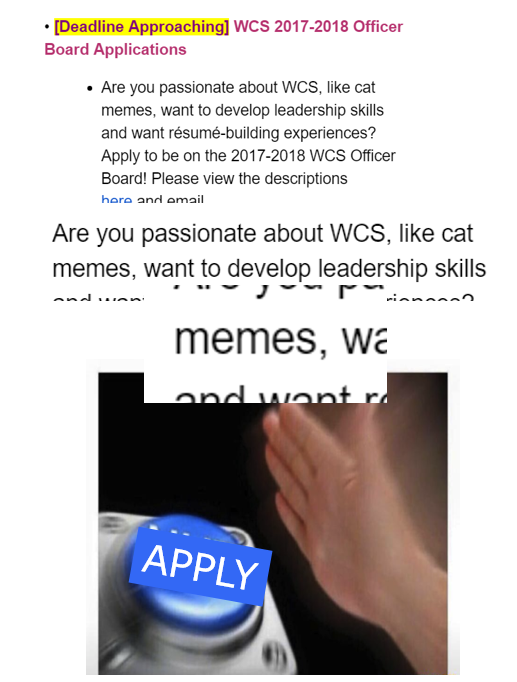 • [Deadline Approaching] WCS 2017-2018 Officer
Board Applications
• Are you passionate about WCS, like cat
memes, want to develop leadership skills
and want résumé-building experiences?
Apply to be on the 2017-2018 WCS Officer
Board! Please view the descriptions
here and email
Are you passionate about WCS, like cat
memes, want to develop leadership skills
memes, wa
and want r
APPLY